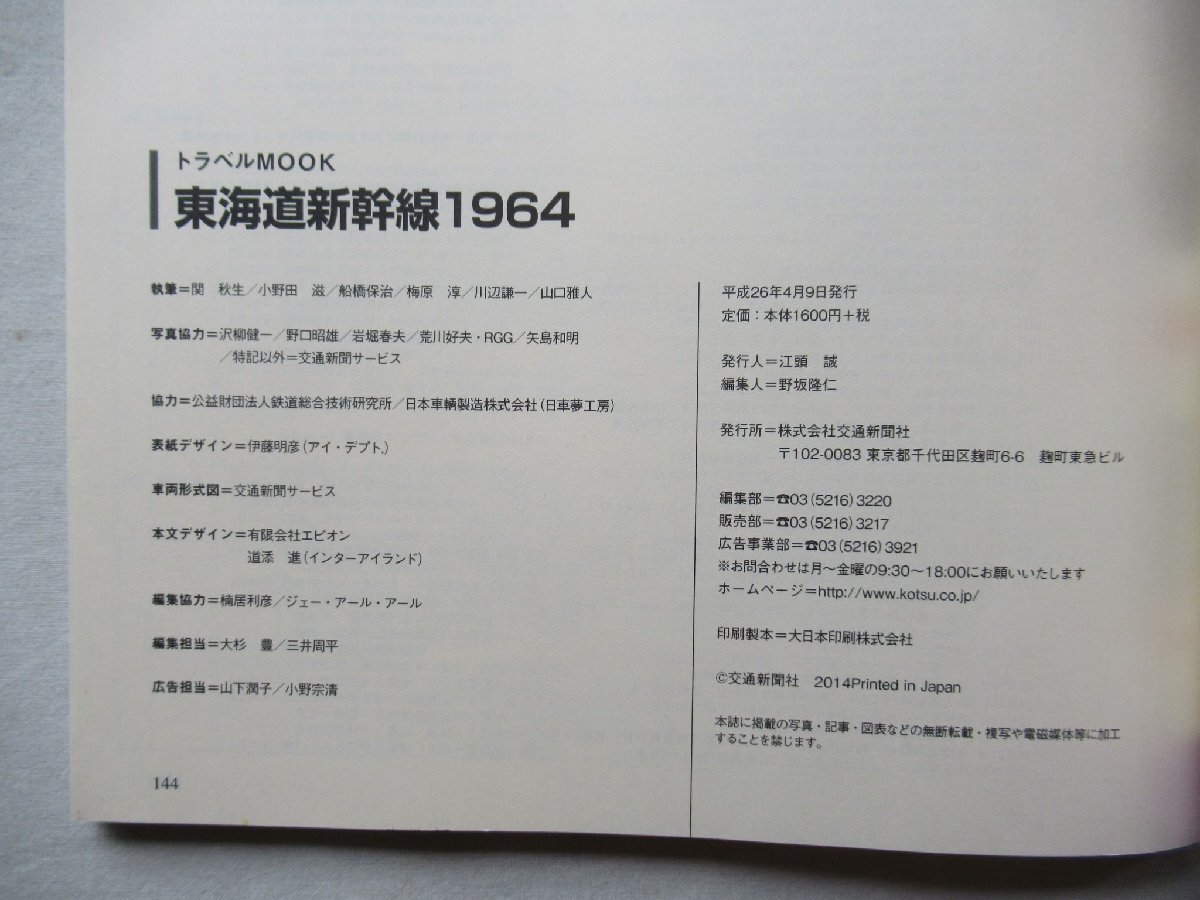 トラベルMOOK
東海道新幹線1964
執筆=関 秋生/小野田 滋/船橋保治/梅原 淳/川辺謙一/山口雅人
写真協力=沢柳健一/野口昭雄/岩堀春夫/荒川好夫・RGG/矢島和明
/特記以外=交通新聞サービス
協力=公益財団法人鉄道総合技術研究所/日本車輌製造株式会社(日車夢工房)
表紙デザイン=伊藤明彦(アイ・デプト.)
車両形式図=交通新聞サービス
本文デザイン=有限会社エビオン
道添 進(インターアイランド)
編集協力=楠居利彦/ジェー・アール・アール
編集担当=大杉 豊/三井周平
広告担当=山下潤子/小野宗清
144
平成26年4月9日発行
定価:本体1600円+税
発行人=江頭 誠
編集人=野坂隆仁
発行所=株式会社交通新聞社
〒102-0083 東京都千代田区麹町6-6 麹町東急ビル
編集部=☎03(5216)3220
販売部=☎03(5216)3217
広告事業部=☎03(5216)3921
※お問合わせは月〜金曜の9:30〜18:00にお願いいたします
ホームページ=http://www.kotsu.co.jp/
印刷製本=大日本印刷株式会社
©交通新聞社 2014Printed in Japan
本誌に掲載の写真・記事・図表などの無断転載・複写や電磁媒体等に加工
することを禁じます。